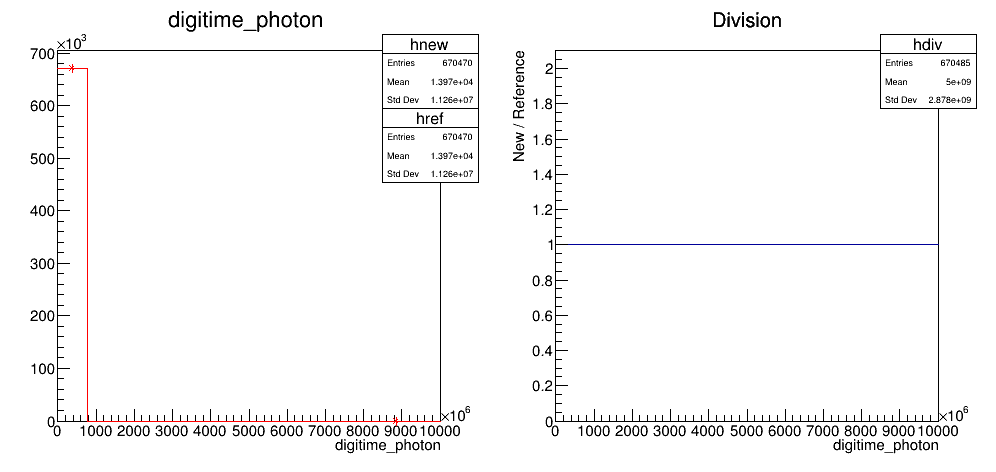 digitime_photon
×10³
700
600
500
400
300
200
100
0
0 1000 2000 3000 4000 5000 6000 7000 8000 9000 10000
×10⁶
digitime_photon
hnew
Entries 670470
Mean 1.397e+04
Std Dev 1.126e+07
href
Entries 670470
Mean 1.397e+04
Std Dev 1.126e+07
Division
New / Reference
2
1.8
1.6
1.4
1.2
1
0.8
0.6
0.4
0.2
0
0 1000 2000 3000 4000 5000 6000 7000 8000 9000 10000
×10⁶
digitime_photon
hdiv
Entries 670485
Mean 5e+09
Std Dev 2.878e+09